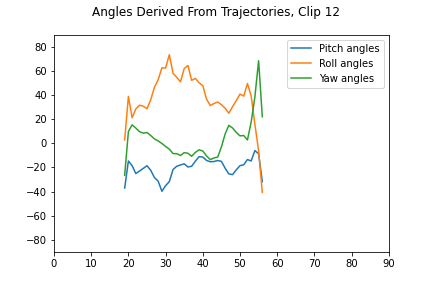 Angles Derived From Trajectories, Clip 12
Pitch angles
Roll angles
Yaw angles
80
60
40
20
0
−20
−40
−60
−80
0 10 20 30 40 50 60 70 80 90